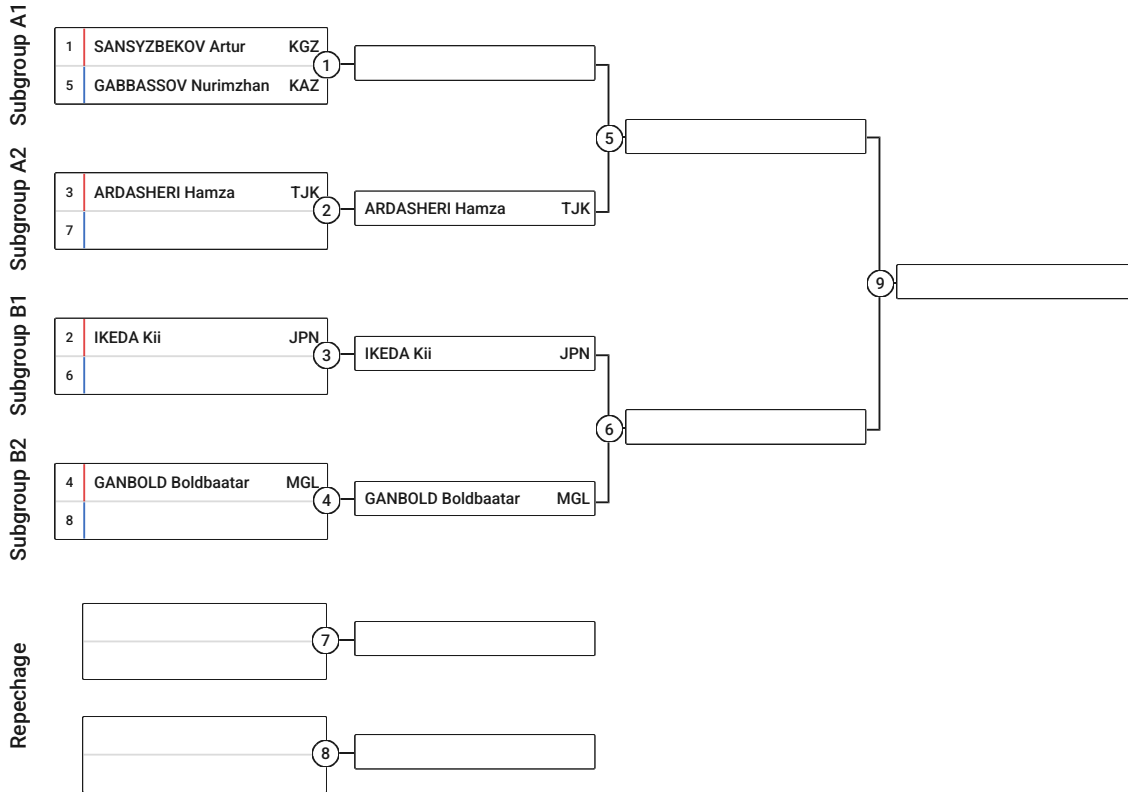 Subgroup A1
1 SANSYZBEKOV Artur KGZ
5 GABBASSOV Nurimzhan KAZ
1
5
Subgroup A2
3 ARDASHERI Hamza TJK
7
2
ARDASHERI Hamza TJK
9
Subgroup B1
2 IKEDA Kii JPN
6
3
IKEDA Kii JPN
6
Subgroup B2
4 GANBOLD Boldbaatar MGL
8
4
GANBOLD Boldbaatar MGL
Repechage
7
8